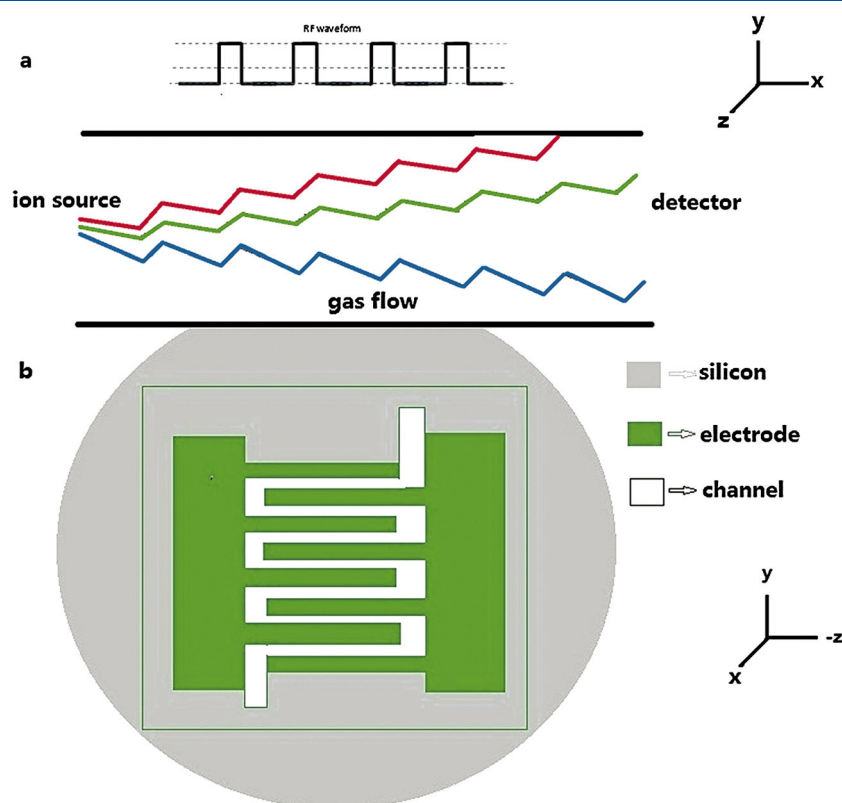 RF waveform
a
y
x
z
ion source
detector
gas flow
b
silicon
electrode
channel
y
-z
x